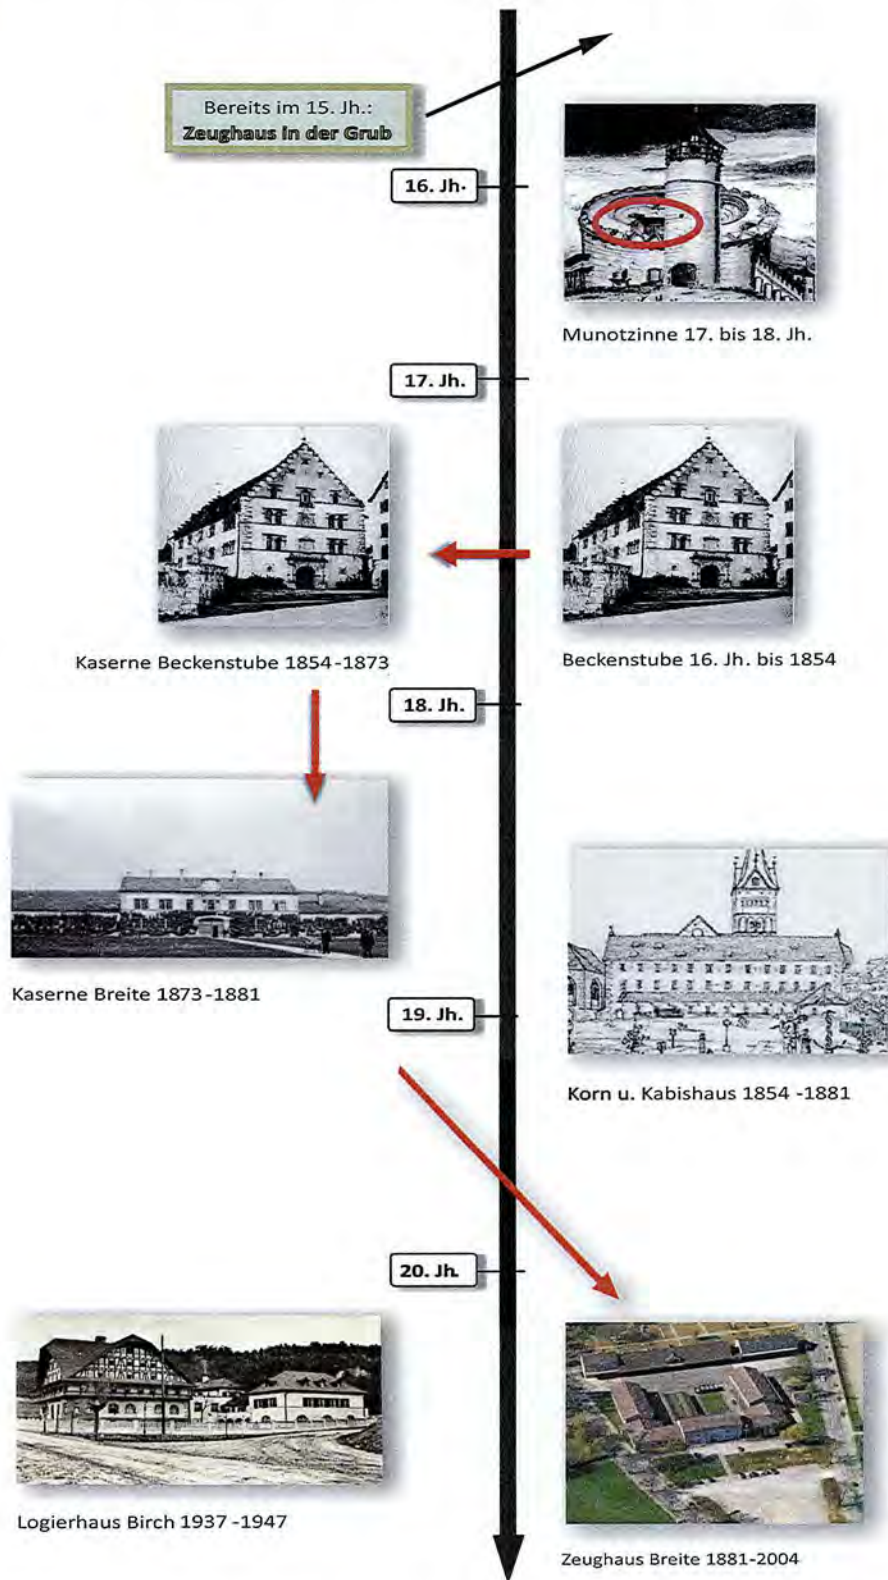 Bereits im 15. Jh.:
Zeughaus in der Grub
16. Jh.
Munotzinne 17. bis 18. Jh.
17. Jh.
Kaserne Beckenstube 1854-1873
Beckenstube 16. Jh. bis 1854
18. Jh.
Kaserne Breite 1873-1881
19. Jh.
Korn u. Kabishaus 1854 -1881
20. Jh.
Logierhaus Birch 1937 -1947
Zeughaus Breite 1881-2004